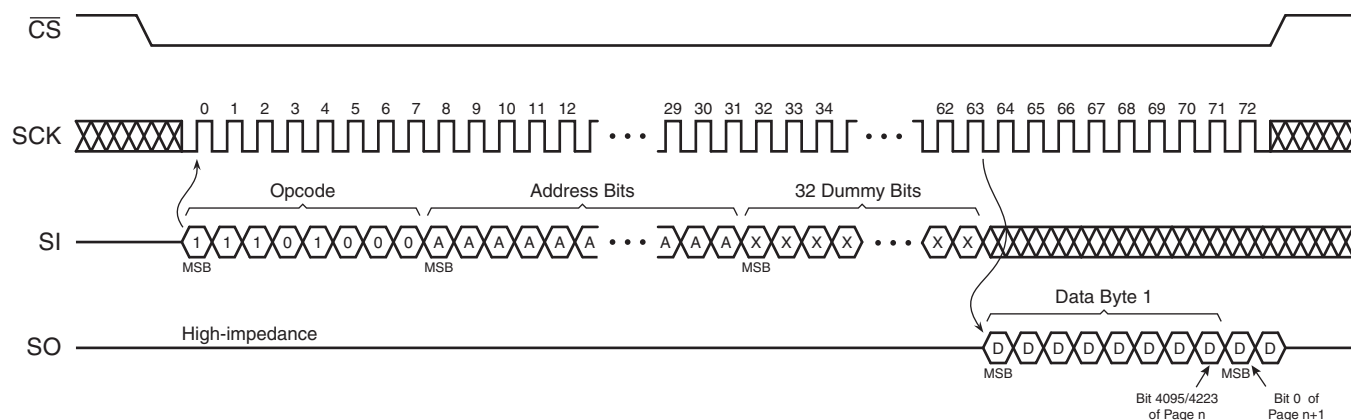 CS
0 1 2 3 4 5 6 7 8 9 10 11 12 29 30 31 32 33 34 62 63 64 65 66 67 68 69 70 71 72
SCK
Opcode Address Bits 32 Dummy Bits
SI 1 1 1 0 1 0 0 0 A A A A A A A A A X X X X X X
MSB MSB MSB
Data Byte 1
High-impedance
SO D D D D D D D D D D
MSB MSB
Bit 4095/4223
of Page n
Bit 0 of
Page n+1